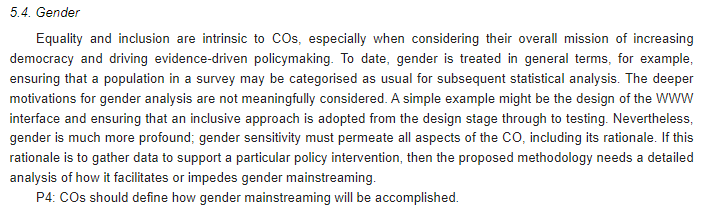 5.4. Gender
Equality and inclusion are intrinsic to COs, especially when considering their overall mission of increasing
democracy and driving evidence-driven policymaking. To date, gender is treated in general terms, for example,
ensuring that a population in a survey may be categorised as usual for subsequent statistical analysis. The deeper
motivations for gender analysis are not meaningfully considered. A simple example might be the design of the WWW
interface and ensuring that an inclusive approach is adopted from the design stage through to testing. Nevertheless,
gender is much more profound; gender sensitivity must permeate all aspects of the CO, including its rationale. If this
rationale is to gather data to support a particular policy intervention, then the proposed methodology needs a detailed
analysis of how it facilitates or impedes gender mainstreaming.
P4: COs should define how gender mainstreaming will be accomplished.